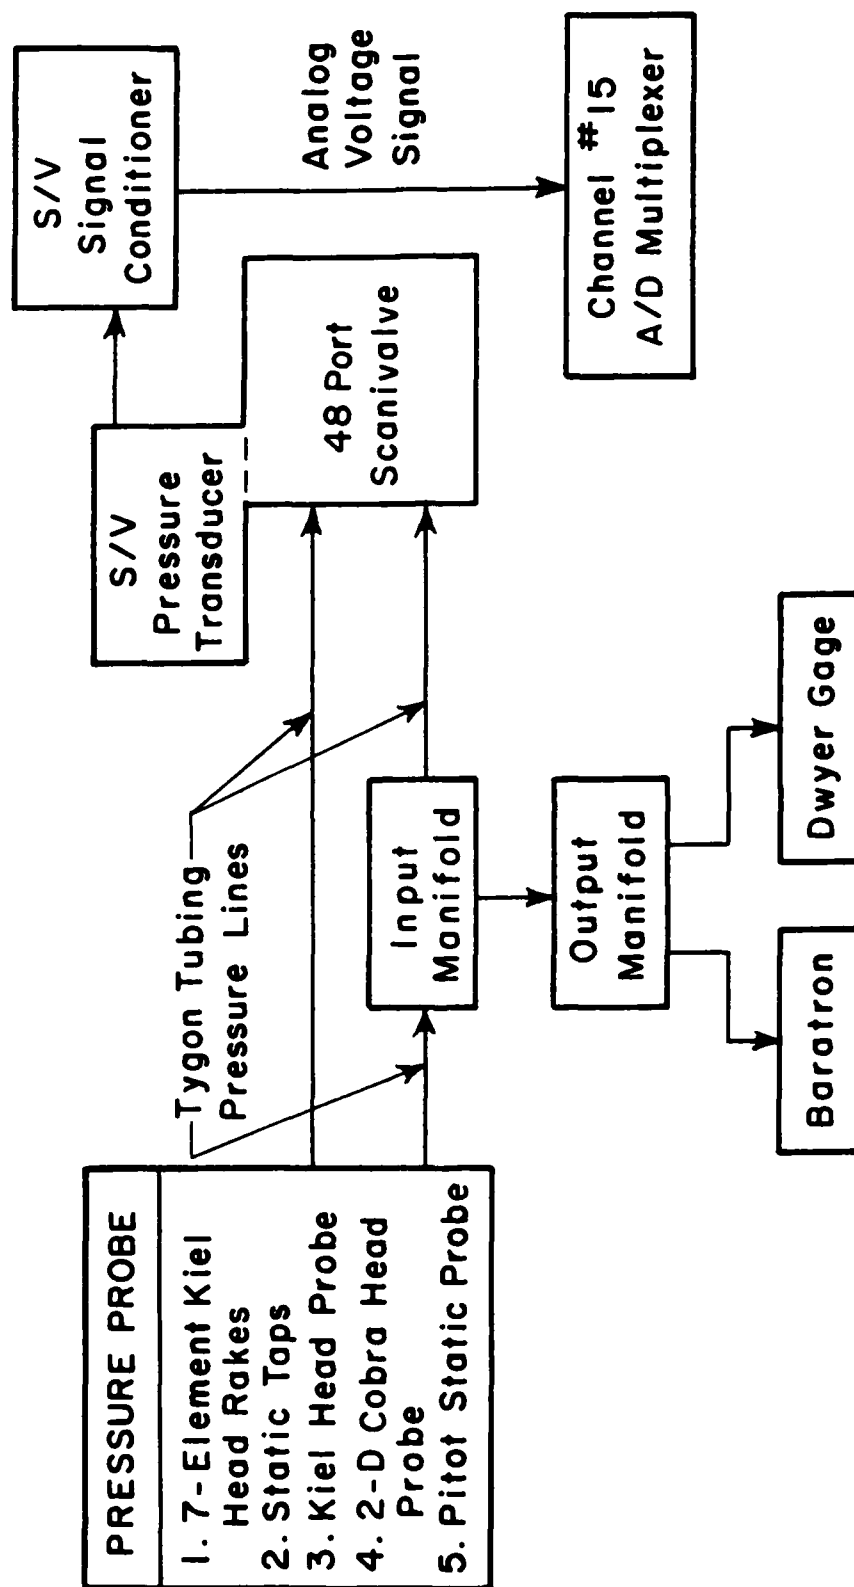 PRESSURE PROBE
1. 7-Element Kiel
Head Rakes
2. Static Taps
3. Kiel Head Probe
4. 2-D Cobra Head
Probe
5. Pitot Static Probe
Tygon Tubing
Pressure Lines
Input
Manifold
Output
Manifold
Baratron
Dwyer Gage
S/V
Pressure
Transducer
48 Port
Scanivalve
S/V
Signal
Conditioner
Analog
Voltage
Signal
Channel #15
A/D Multiplexer